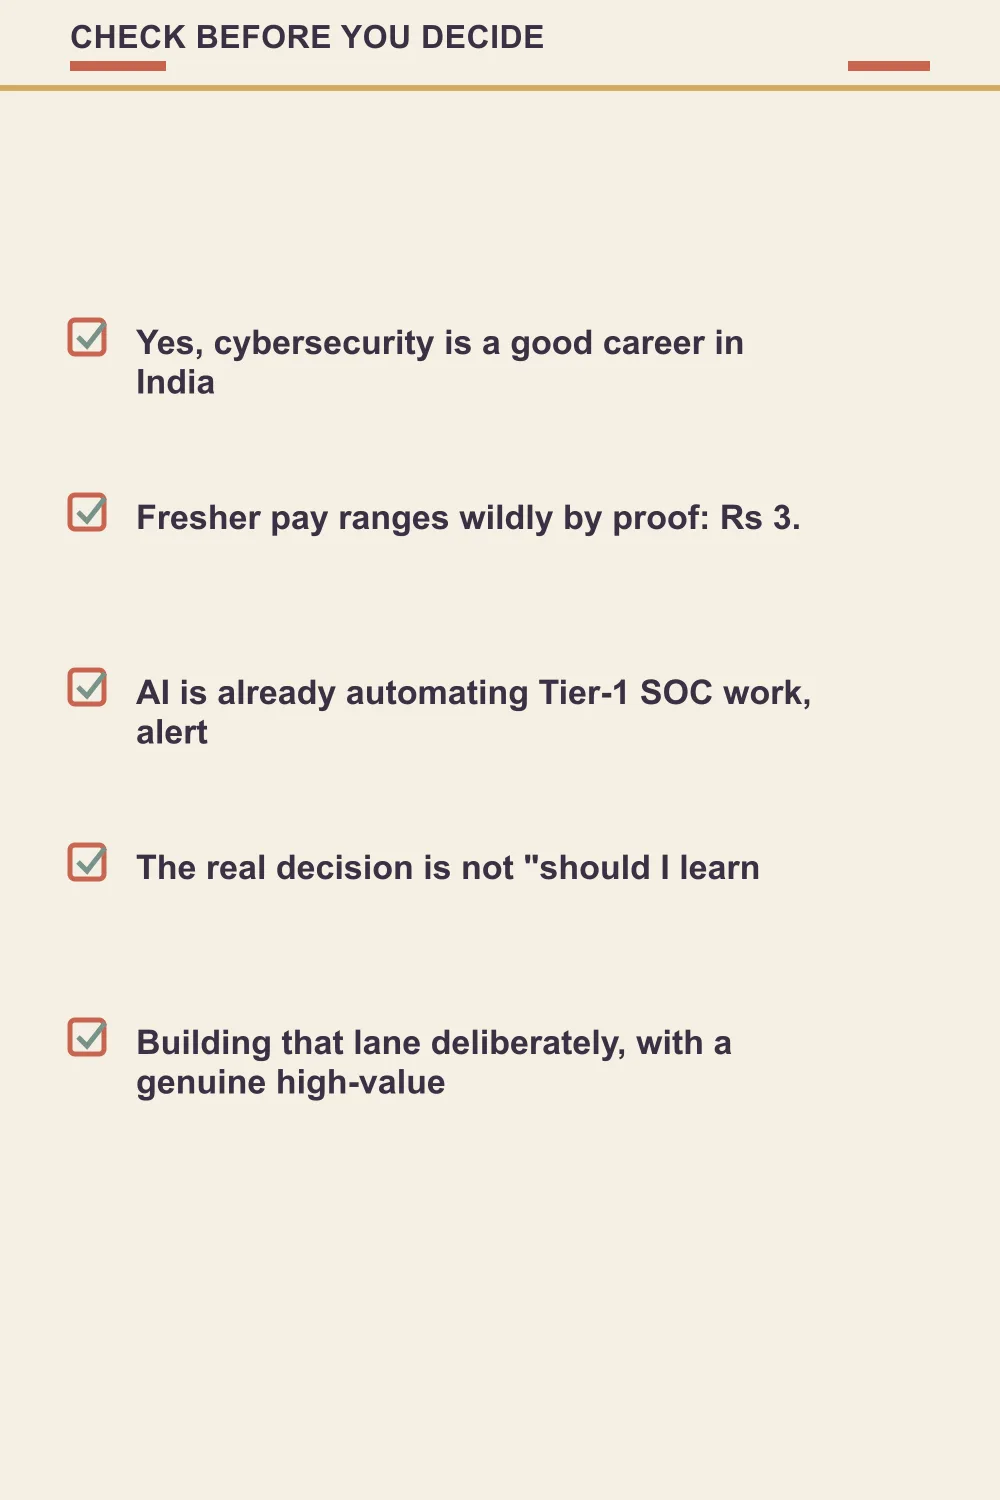 CHECK BEFORE YOU DECIDE
Yes, cybersecurity is a good career in
India
Fresher pay ranges wildly by proof: Rs 3.
AI is already automating Tier-1 SOC work,
alert
The real decision is not "should I learn
Building that lane deliberately, with a
genuine high-value